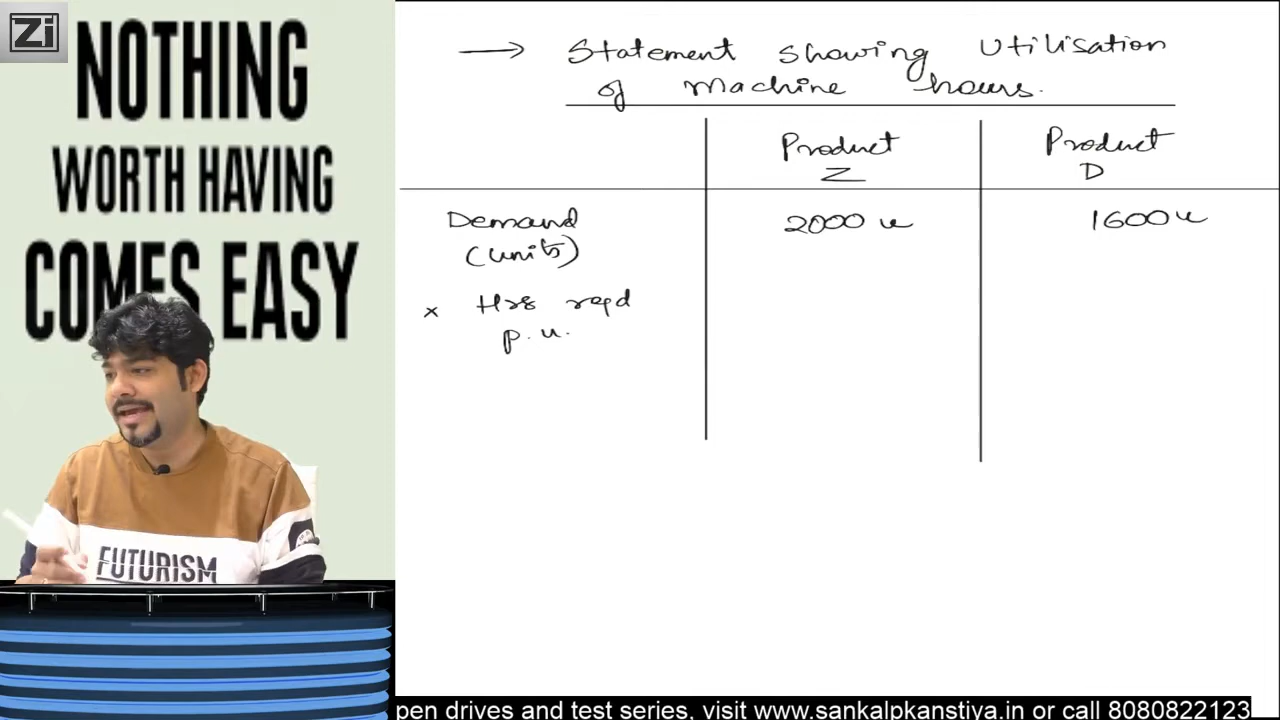 Zi
NOTHING
WORTH HAVING
COMES EASY
FUTURISM
→ Statement showing Utilisation
of Machine hours.
Product Z
Product D
Demand (units)
2000 u
1600 u
× Hrs reqd
p.u.
pen drives and test series, visit www.sankalpkanstiya.in or call 8080822123